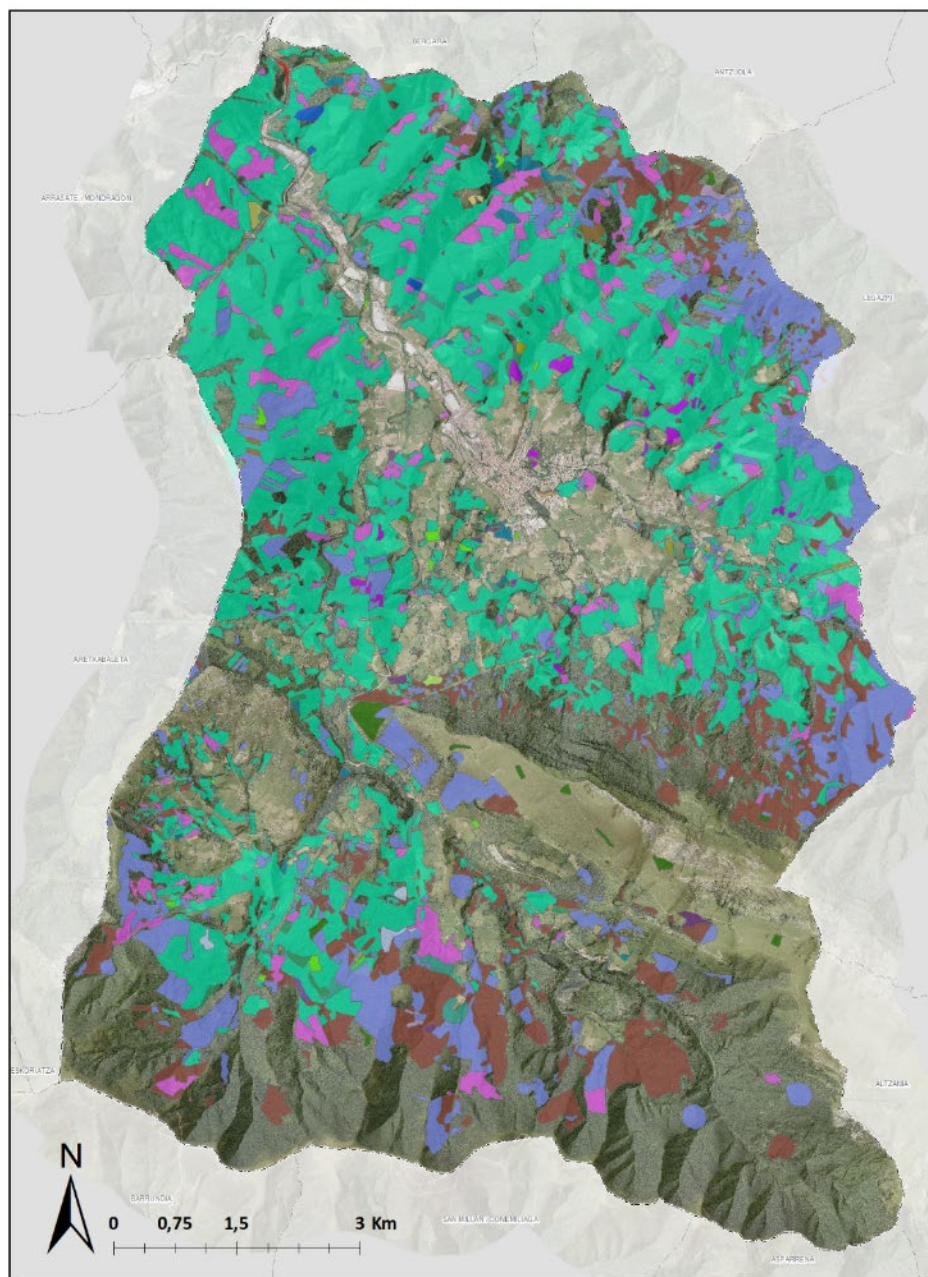 BERGARA
ANTZUOLA
ARRASATE / MONDRAGON
LEGAZPI
ARETXABALETA
ESKORIATZA
ALTZANIA
N
0 0,75 1,5 3 Km
BARRUNDIA
SAN MILLAN / DONEMILIAGA
ASPARRENA